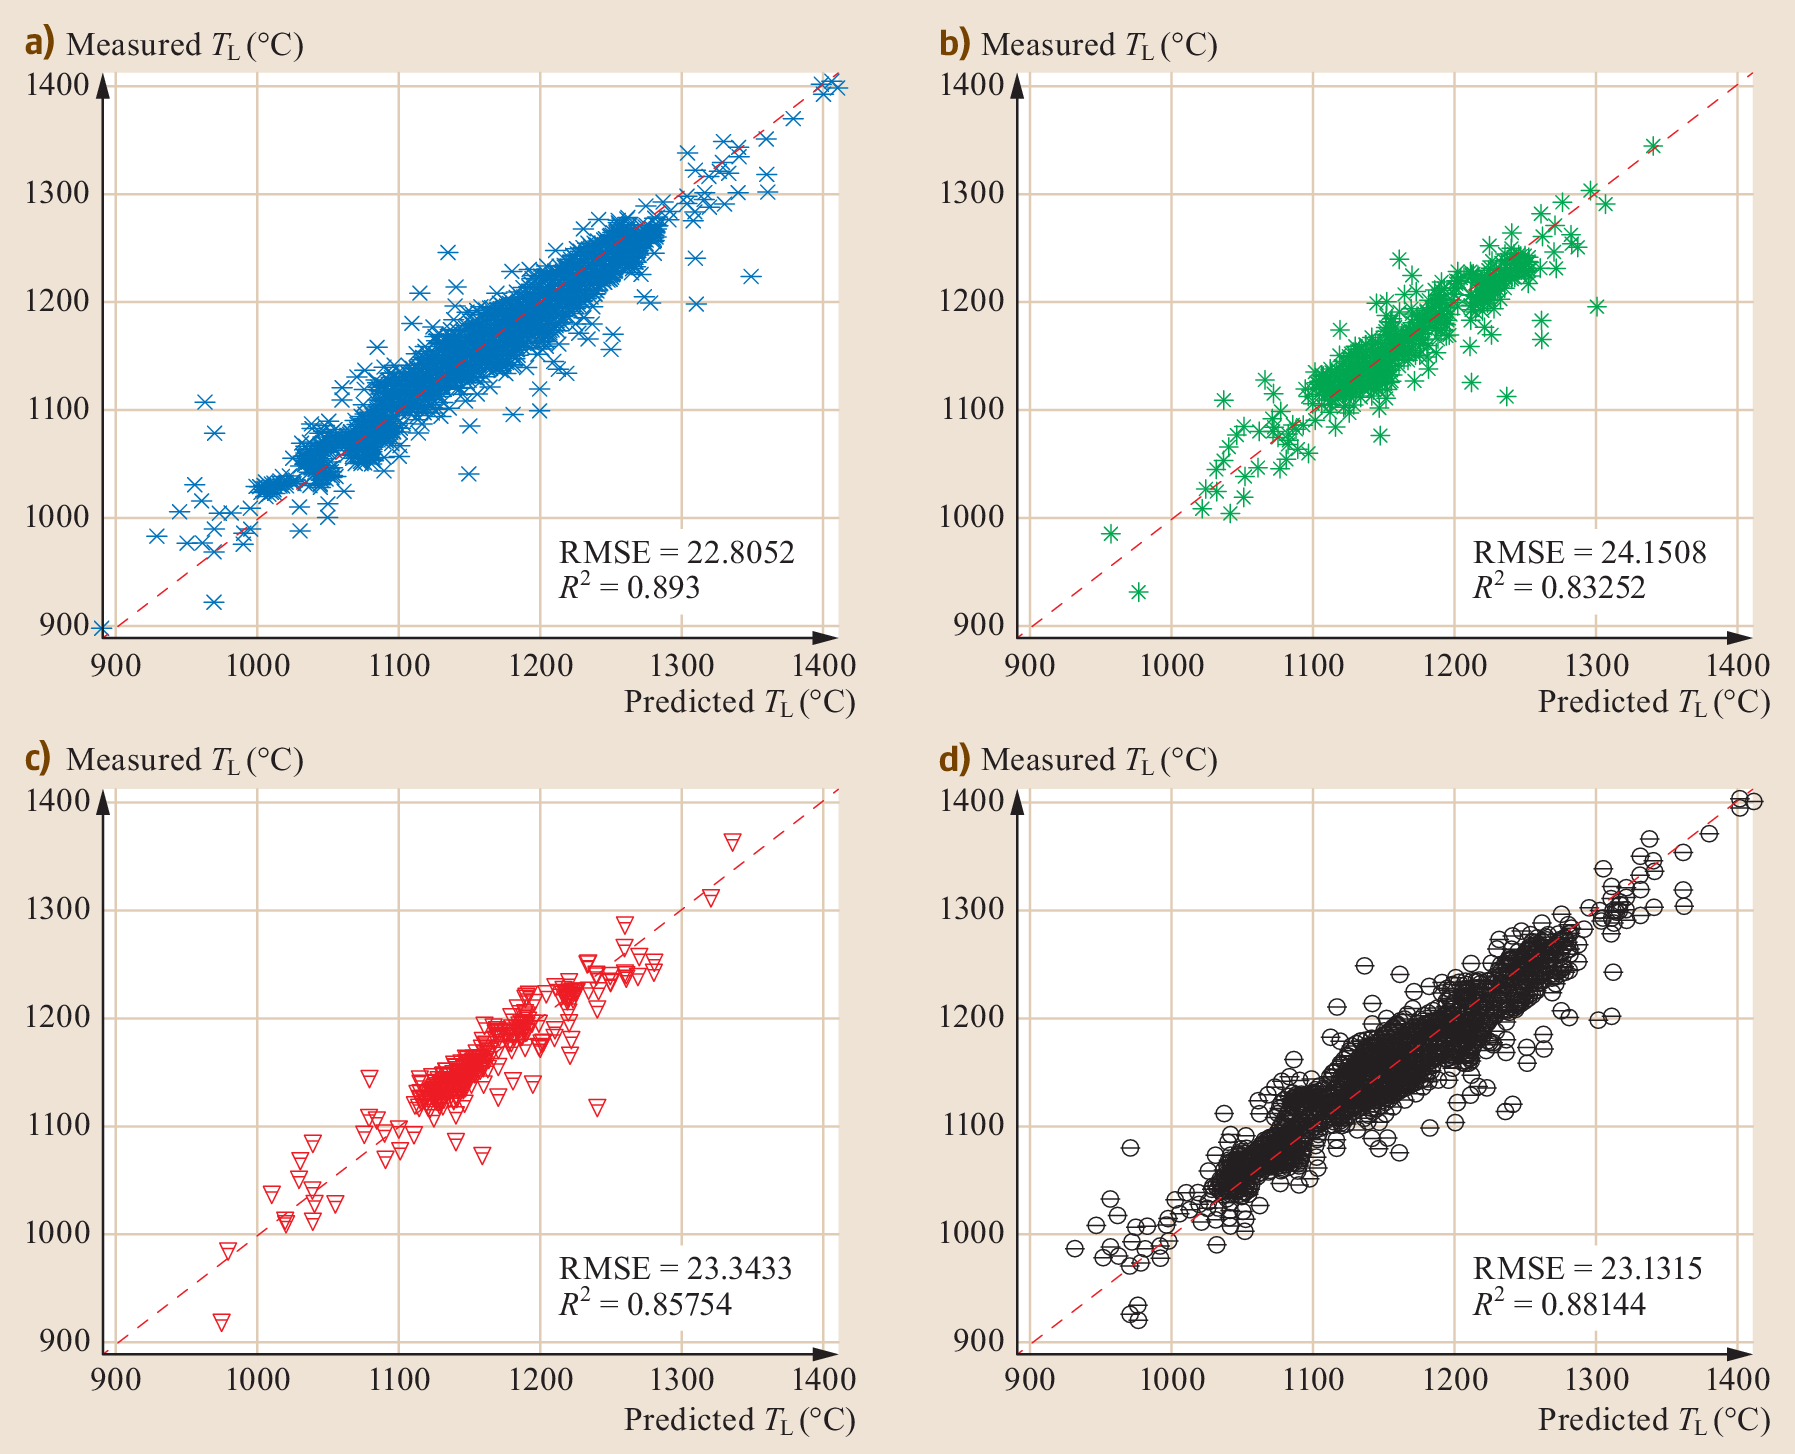 a) Measured T_L (°C)
1400
1300
1200
1100
1000
900
RMSE = 22.8052
R² = 0.893
900 1000 1100 1200 1300 1400
Predicted T_L (°C)
b) Measured T_L (°C)
1400
1300
1200
1100
1000
900
RMSE = 24.1508
R² = 0.83252
900 1000 1100 1200 1300 1400
Predicted T_L (°C)
c) Measured T_L (°C)
1400
1300
1200
1100
1000
900
RMSE = 23.3433
R² = 0.85754
900 1000 1100 1200 1300 1400
Predicted T_L (°C)
d) Measured T_L (°C)
1400
1300
1200
1100
1000
900
RMSE = 23.1315
R² = 0.88144
900 1000 1100 1200 1300 1400
Predicted T_L (°C)